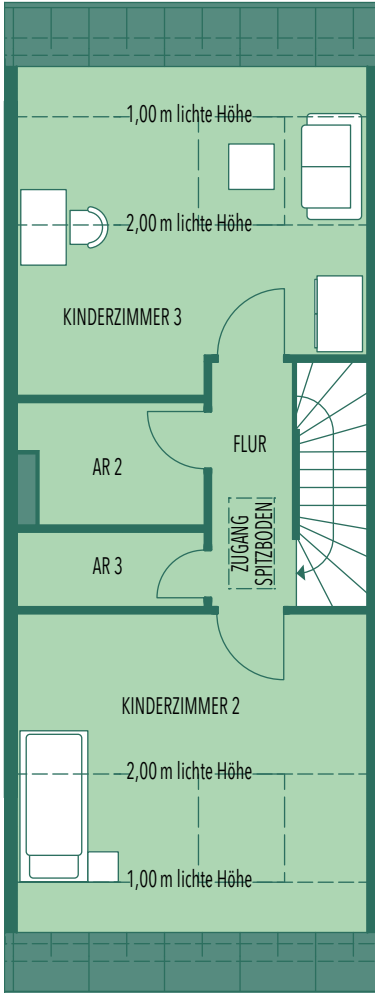 1,00 m lichte Höhe
2,00 m lichte Höhe
KINDERZIMMER 3
FLUR
AR 2
ZUGANG
SPITZBODEN
AR 3
KINDERZIMMER 2
2,00 m lichte Höhe
1,00 m lichte Höhe